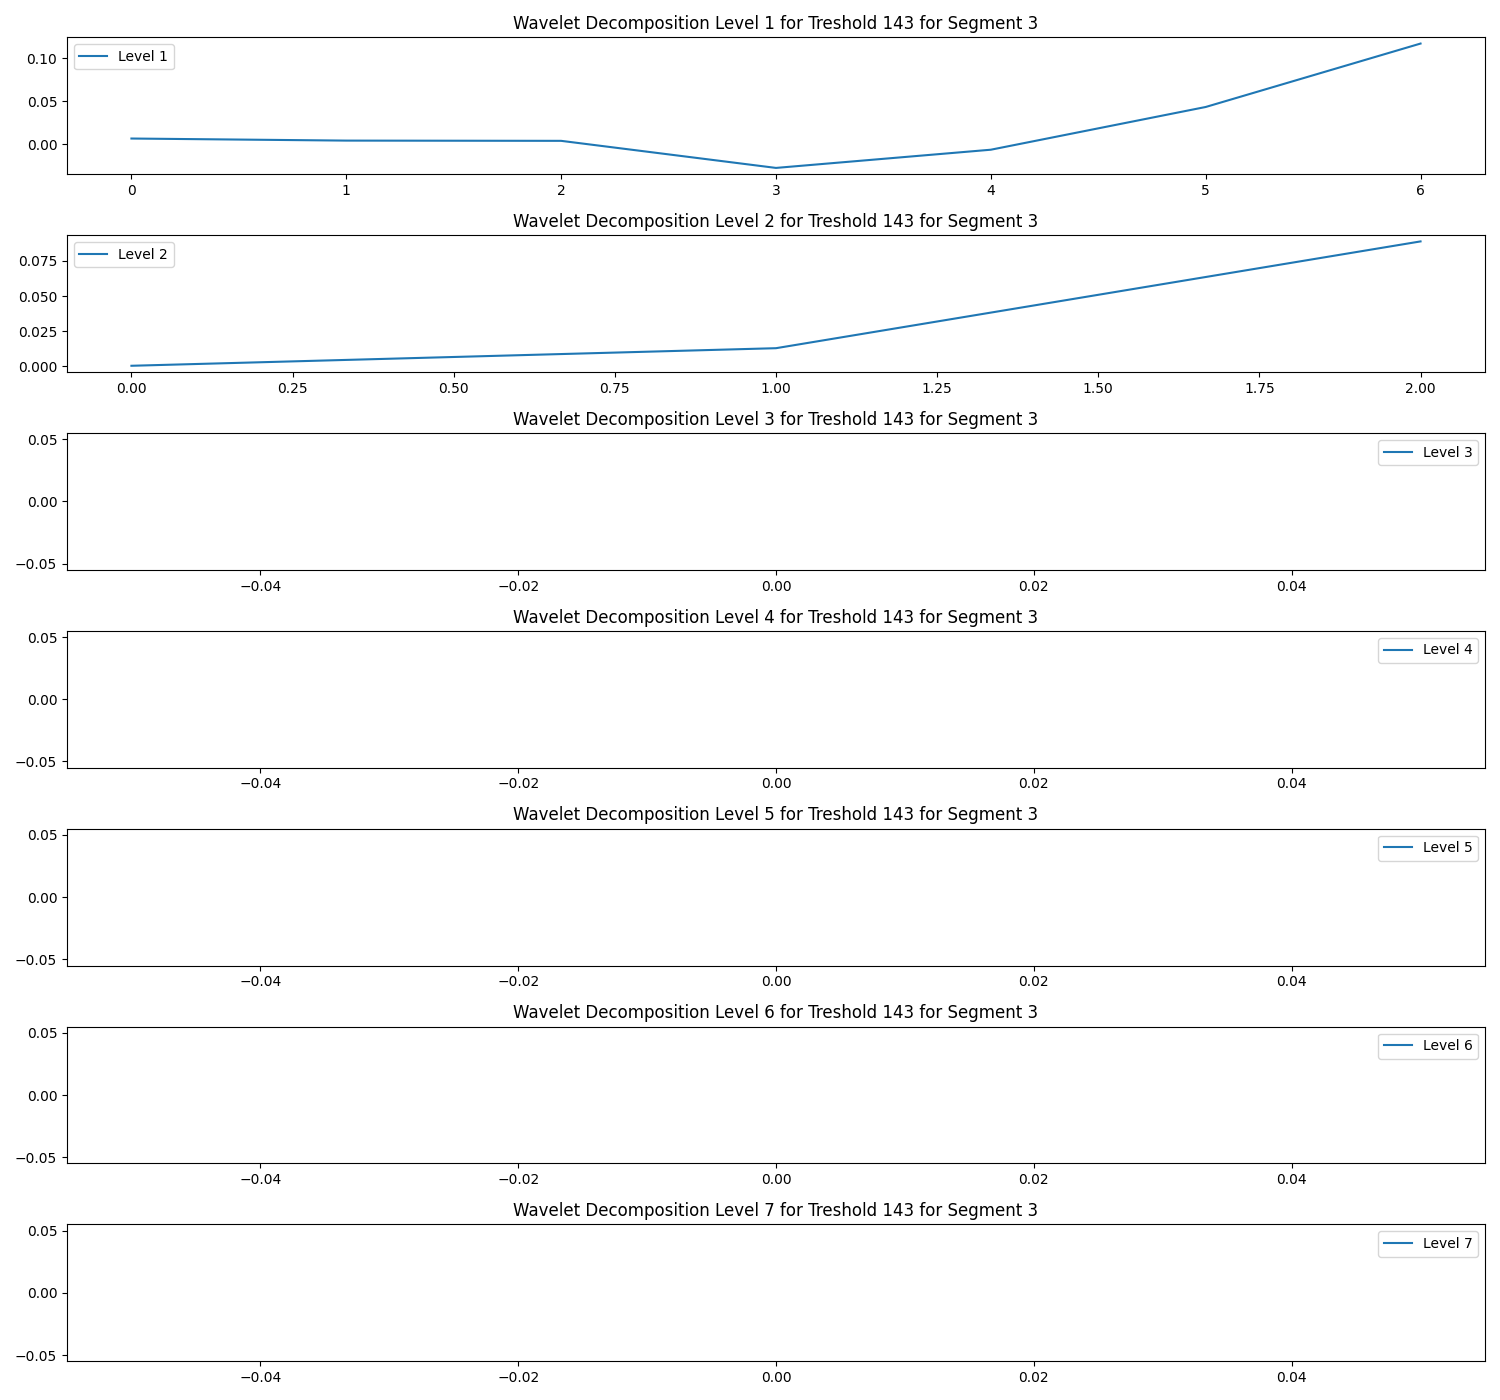 Wavelet Decomposition Level 1 for Treshold 143 for Segment 3
Level 1
0.10
0.05
0.00
0 1 2 3 4 5 6
Wavelet Decomposition Level 2 for Treshold 143 for Segment 3
Level 2
0.075
0.050
0.025
0.000
0.00 0.25 0.50 0.75 1.00 1.25 1.50 1.75 2.00
Wavelet Decomposition Level 3 for Treshold 143 for Segment 3
0.05
Level 3
0.00
−0.05
−0.04 −0.02 0.00 0.02 0.04
Wavelet Decomposition Level 4 for Treshold 143 for Segment 3
0.05
Level 4
0.00
−0.05
−0.04 −0.02 0.00 0.02 0.04
Wavelet Decomposition Level 5 for Treshold 143 for Segment 3
0.05
Level 5
0.00
−0.05
−0.04 −0.02 0.00 0.02 0.04
Wavelet Decomposition Level 6 for Treshold 143 for Segment 3
0.05
Level 6
0.00
−0.05
−0.04 −0.02 0.00 0.02 0.04
Wavelet Decomposition Level 7 for Treshold 143 for Segment 3
0.05
Level 7
0.00
−0.05
−0.04 −0.02 0.00 0.02 0.04